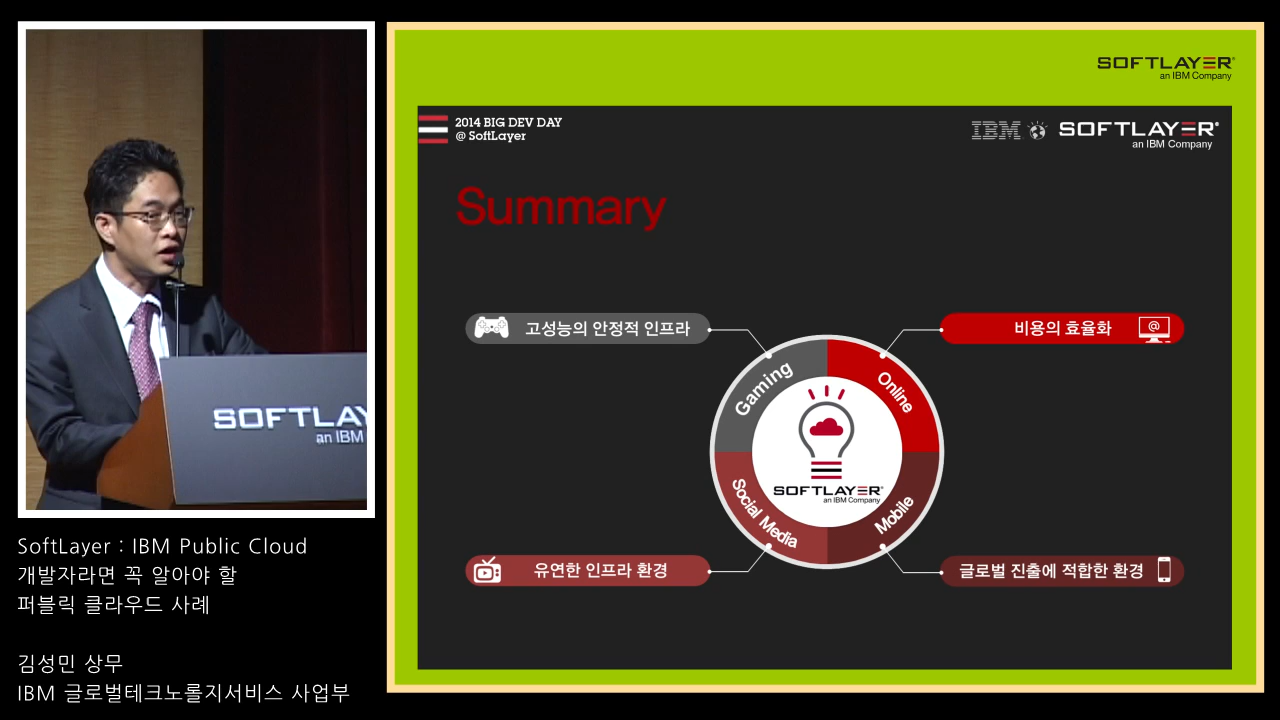 SOFTLAYER
an IBM
SoftLayer : IBM Public Cloud
개발자라면 꼭 알아야 할
퍼블릭 클라우드 사례
김성민 상무
IBM 글로벌테크노롤지서비스 사업부
SOFTLAYER
an IBM Company
2014 BIG DEV DAY
@ SoftLayer
IBM SOFTLAYER
an IBM Company
Summary
고성능의 안정적 인프라
비용의 효율화
Gaming
Online
SOFTLAYER
an IBM Company
Social Media
Mobile
유연한 인프라 환경
글로벌 진출에 적합한 환경